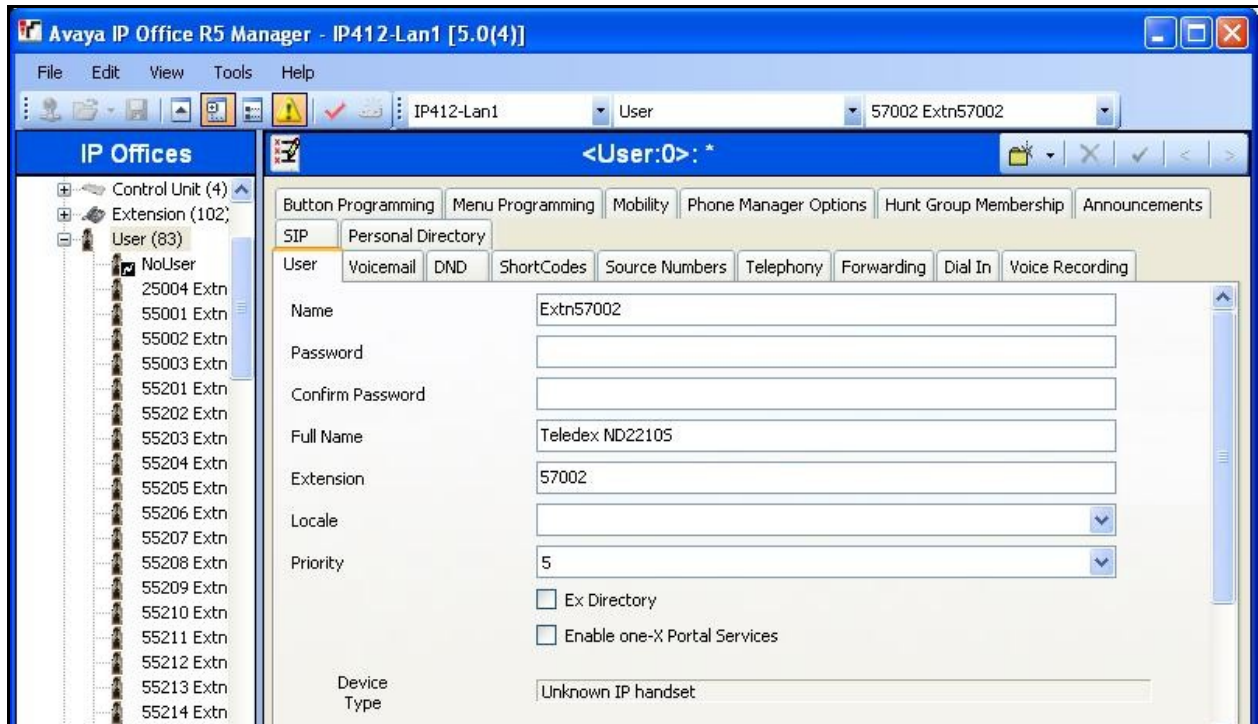 Avaya IP Office R5 Manager - IP412-Lan1 [5.0(4)]
File Edit View Tools Help
IP412-Lan1 User 57002 Extn57002
IP Offices
<User:0>: *
Control Unit (4)
Extension (102)
User (83)
NoUser
25004 Extn
55001 Extn
55002 Extn
55003 Extn
55201 Extn
55202 Extn
55203 Extn
55204 Extn
55205 Extn
55206 Extn
55207 Extn
55208 Extn
55209 Extn
55210 Extn
55211 Extn
55212 Extn
55213 Extn
55214 Extn
Button Programming Menu Programming Mobility Phone Manager Options Hunt Group Membership Announcements
SIP Personal Directory
User Voicemail DND ShortCodes Source Numbers Telephony Forwarding Dial In Voice Recording
Name Extn57002
Password
Confirm Password
Full Name Teledex ND2210S
Extension 57002
Locale
Priority 5
Ex Directory
Enable one-X Portal Services
Device
Type Unknown IP handset